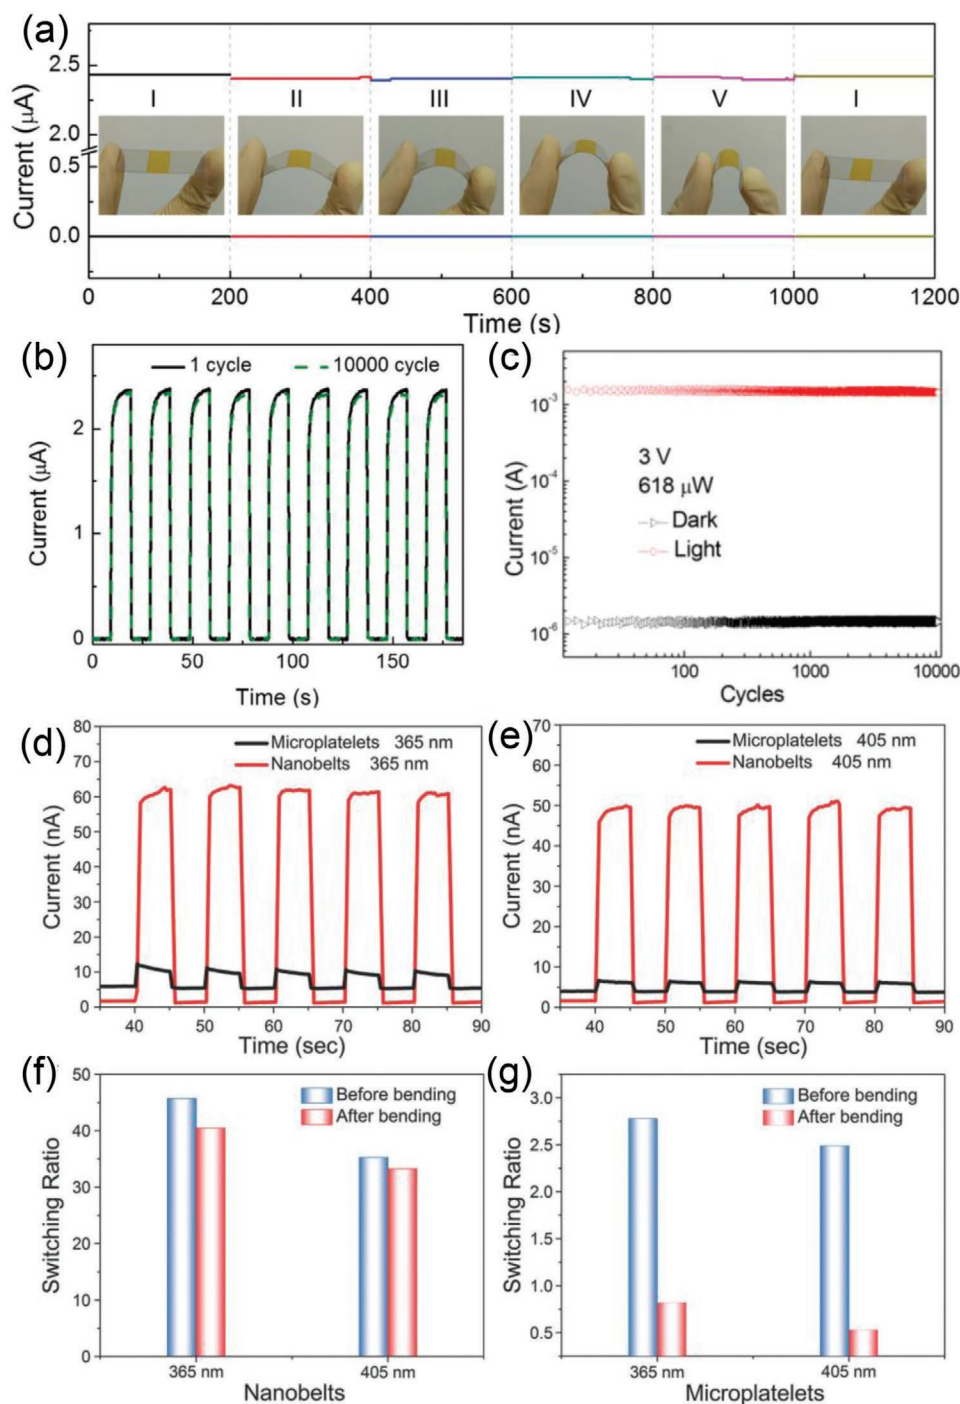 (a)
Current (μA)
2.5
2.0
0.5
0.0
I II III IV V I
0 200 400 600 800 1000 1200
Time (s)
(b)
1 cycle 10000 cycle
Current (μA)
2
1
0
0 50 100 150
Time (s)
(c)
Current (A)
10⁻³
10⁻⁴
10⁻⁵
10⁻⁶
3 V
618 μW
Dark
Light
100 1000 10000
Cycles
(d)
Microplatelets 365 nm
Nanobelts 365 nm
Current (nA)
80
70
60
50
40
30
20
10
0
40 50 60 70 80 90
Time (sec)
(e)
Microplatelets 405 nm
Nanobelts 405 nm
Current (nA)
70
60
50
40
30
20
10
0
40 50 60 70 80 90
Time (sec)
(f)
Before bending
After bending
Switching Ratio
50
40
30
20
10
0
365 nm 405 nm
Nanobelts
(g)
Before bending
After bending
Switching Ratio
3.0
2.5
2.0
1.5
1.0
0.5
365 nm 405 nm
Microplatelets